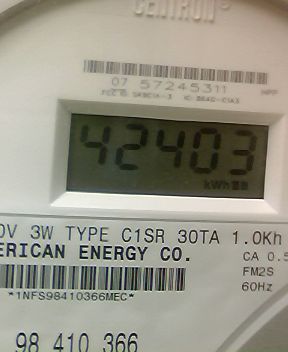 CENTRON
07 57245311
42403
kWh
0V 3W TYPE C1SR 30TA 1.0Kh
ERICAN ENERGY CO.
CA 0.5
FM2S
*1NFS98410366MEC*
60Hz
98 410 366